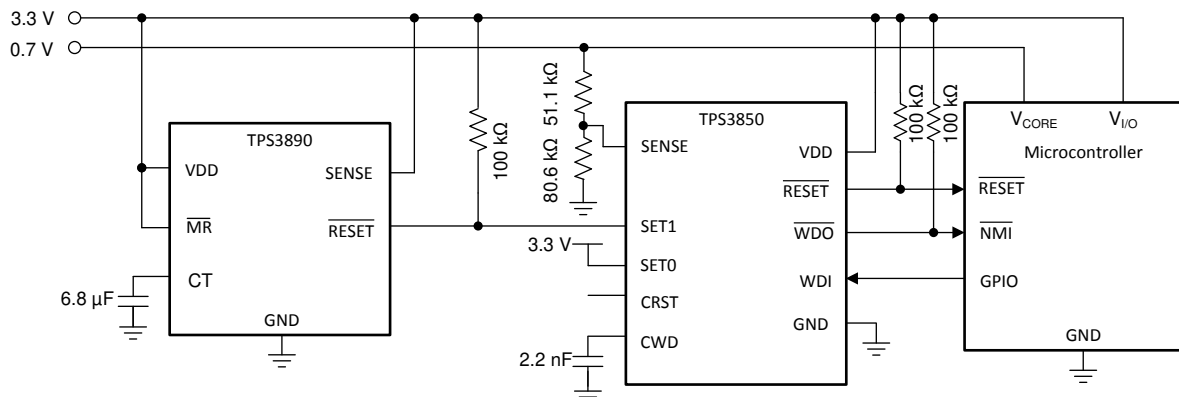 3.3 V
0.7 V
TPS3890
VDD
SENSE
MR
RESET
CT
GND
6.8 µF
100 kΩ
51.1 kΩ
80.6 kΩ
TPS3850
SENSE
VDD
RESET
SET1
WDO
3.3 V
SET0
WDI
CRST
GND
CWD
2.2 nF
100 kΩ
100 kΩ
VCORE
VI/O
Microcontroller
RESET
NMI
GPIO
GND